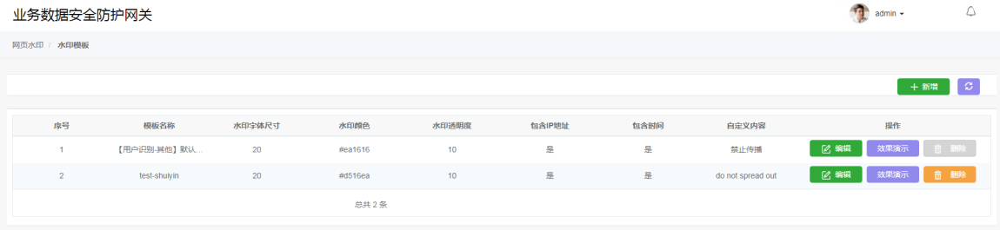 业务数据安全防护网关
admin
网页水印 / 水印模板
+ 新增
序号 模板名称 水印字体尺寸 水印颜色 水印透明度 包含IP地址 包含时间 自定义内容 操作
1 【用户识别-其他】默认... 20 #ea1616 10 是 是 禁止传播 编辑 效果演示 删除
2 test-shuiyin 20 #d516ea 10 是 是 do not spread out 编辑 效果演示 删除
总共 2 条